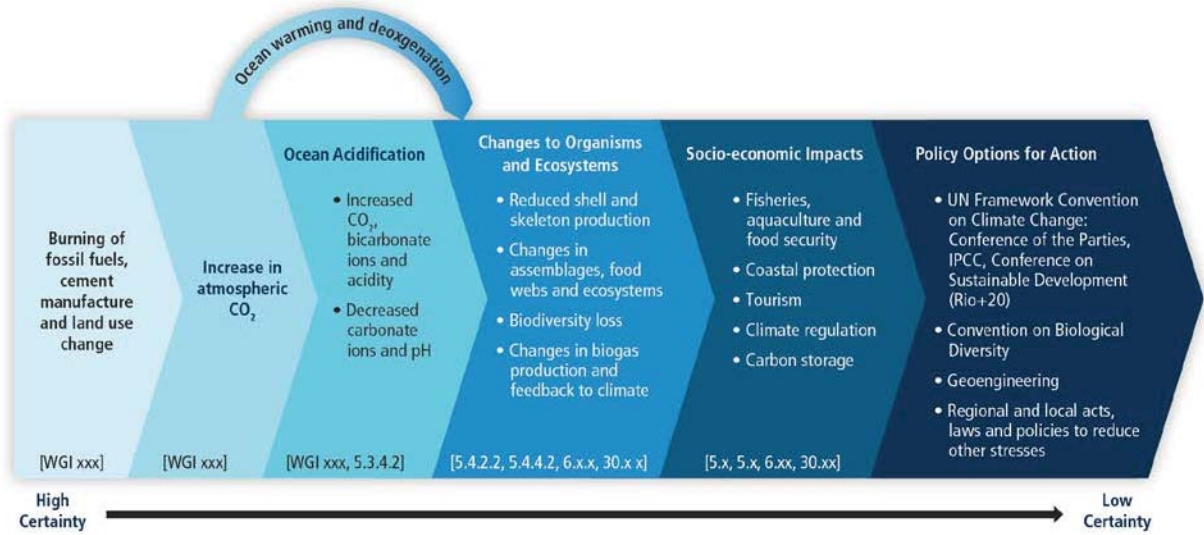 Ocean warming and deoxgenation
Burning of
fossil fuels,
cement
manufacture
and land use
change
[WGI xxx]
Increase in
atmospheric
CO₂
[WGI xxx]
Ocean Acidification
• Increased
CO₂,
bicarbonate
ions and
acidity
• Decreased
carbonate
ions and pH
[WGI xxx, 5.3.4.2]
Changes to Organisms
and Ecosystems
• Reduced shell and
skeleton production
• Changes in
assemblages, food
webs and ecosystems
• Biodiversity loss
• Changes in biogas
production and
feedback to climate
[5.4.2.2, 5.4.4.2, 6.x.x, 30.x x]
Socio-economic Impacts
• Fisheries,
aquaculture and
food security
• Coastal protection
• Tourism
• Climate regulation
• Carbon storage
[5.x, 5.x, 6.xx, 30.xx]
Policy Options for Action
• UN Framework Convention
on Climate Change:
Conference of the Parties,
IPCC, Conference on
Sustainable Development
(Rio+20)
• Convention on Biological
Diversity
• Geoengineering
• Regional and local acts,
laws and policies to reduce
other stresses
High
Certainty
Low
Certainty